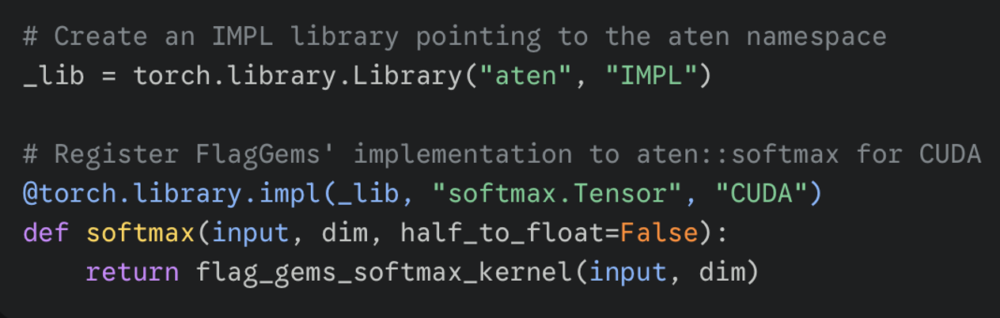 # Create an IMPL library pointing to the aten namespace
_lib = torch.library.Library("aten", "IMPL")
# Register FlagGems' implementation to aten::softmax for CUDA
@torch.library.impl(_lib, "softmax.Tensor", "CUDA")
def softmax(input, dim, half_to_float=False):
    return flag_gems_softmax_kernel(input, dim)